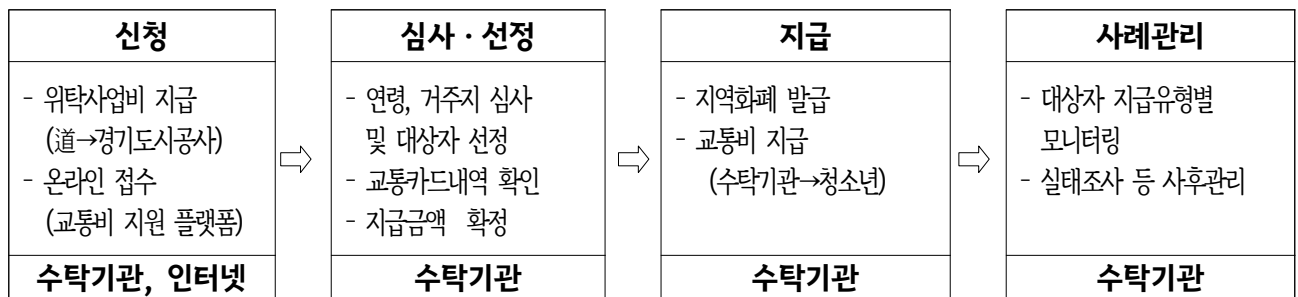 신청
- 위탁사업비 지급
(道→경기도시공사)
- 온라인 접수
(교통비 지원 플랫폼)
수탁기관, 인터넷
⇨
심사 · 선정
- 연령, 거주지 심사
및 대상자 선정
- 교통카드내역 확인
- 지급금액 확정
수탁기관
⇨
지급
- 지역화폐 발급
- 교통비 지급
(수탁기관→청소년)
수탁기관
⇨
사례관리
- 대상자 지급유형별
모니터링
- 실태조사 등 사후관리
수탁기관